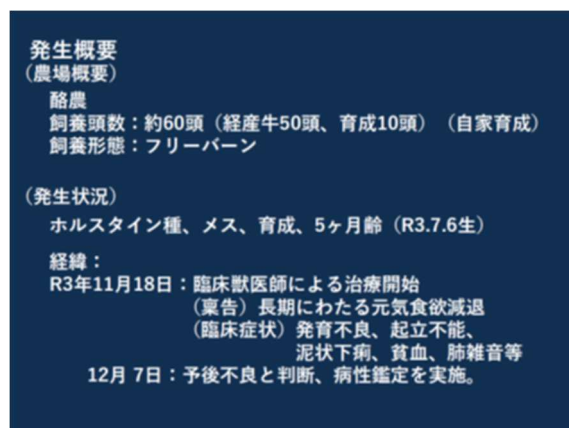 発生概要
（農場概要）
酪農
飼養頭数：約60頭（経産牛50頭、育成10頭）（自家育成）
飼養形態：フリーバーン
（発生状況）
ホルスタイン種、メス、育成、5ヶ月齢（R3.7.6生）
経緯：
R3年11月18日：臨床獣医師による治療開始
（稟告）長期にわたる元気食欲減退
（臨床症状）発育不良、起立不能、
泥状下痢、貧血、肺雑音等
12月 7日：予後不良と判断、病性鑑定を実施。